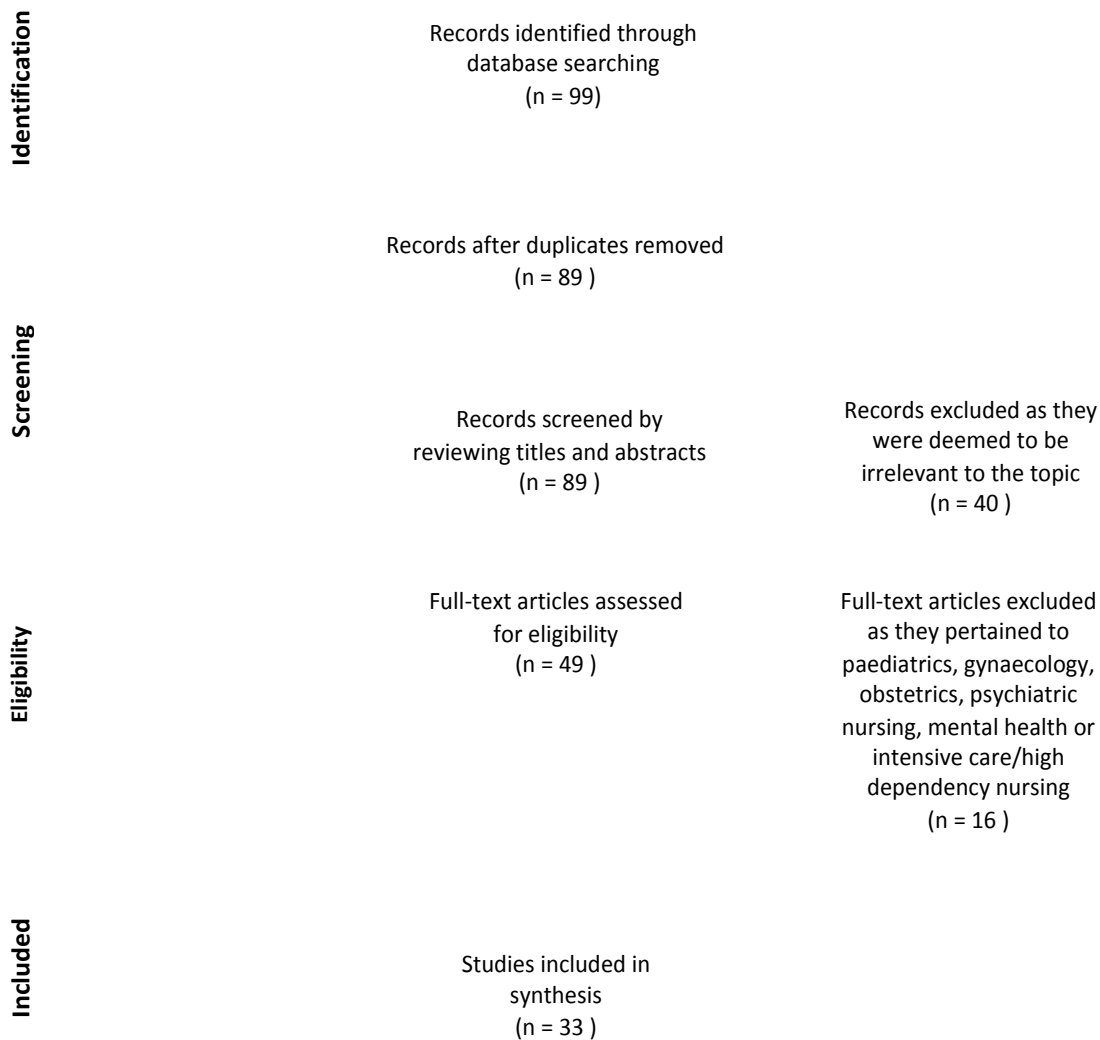 Identification
Records identified through
database searching
(n = 99)
Records after duplicates removed
(n = 89 )
Screening
Records screened by
reviewing titles and abstracts
(n = 89 )
Records excluded as they
were deemed to be
irrelevant to the topic
(n = 40 )
Eligibility
Full-text articles assessed
for eligibility
(n = 49 )
Full-text articles excluded
as they pertained to
paediatrics, gynaecology,
obstetrics, psychiatric
nursing, mental health or
intensive care/high
dependency nursing
(n = 16 )
Included
Studies included in
synthesis
(n = 33 )